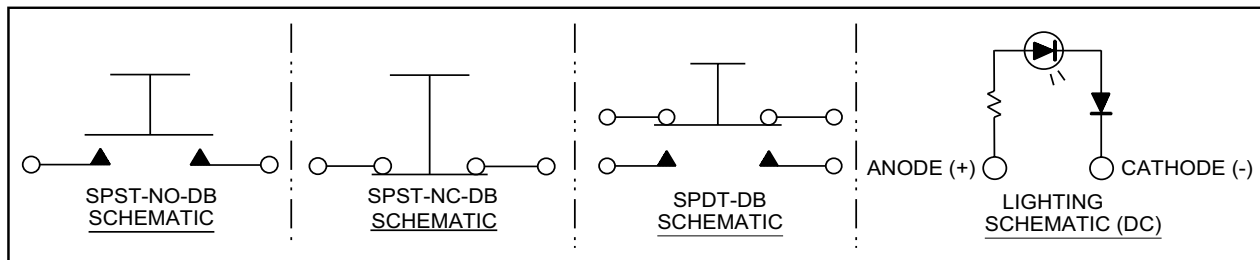 SPST-NO-DB
SCHEMATIC
SPST-NC-DB
SCHEMATIC
SPDT-DB
SCHEMATIC
ANODE (+)
CATHODE (-)
LIGHTING
SCHEMATIC (DC)